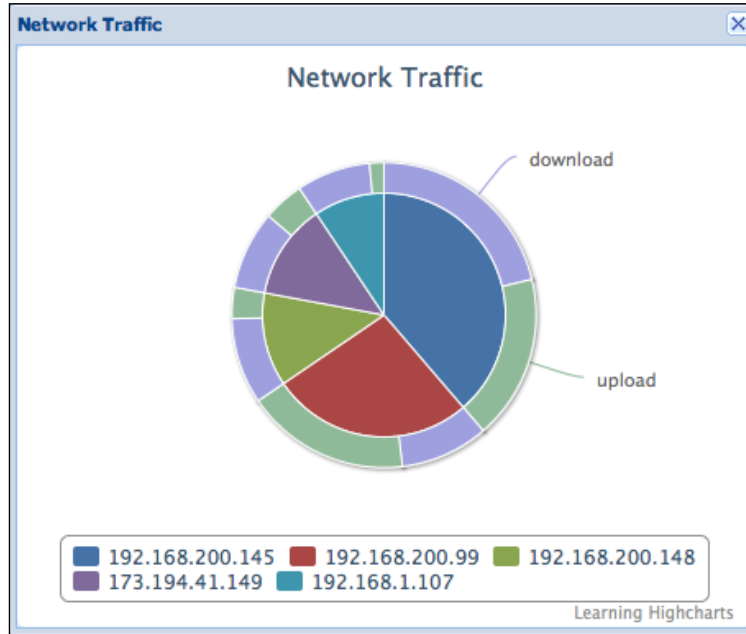 Network Traffic
Network Traffic
download
upload
192.168.200.145 192.168.200.99 192.168.200.148
173.194.41.149 192.168.1.107
Learning Highcharts